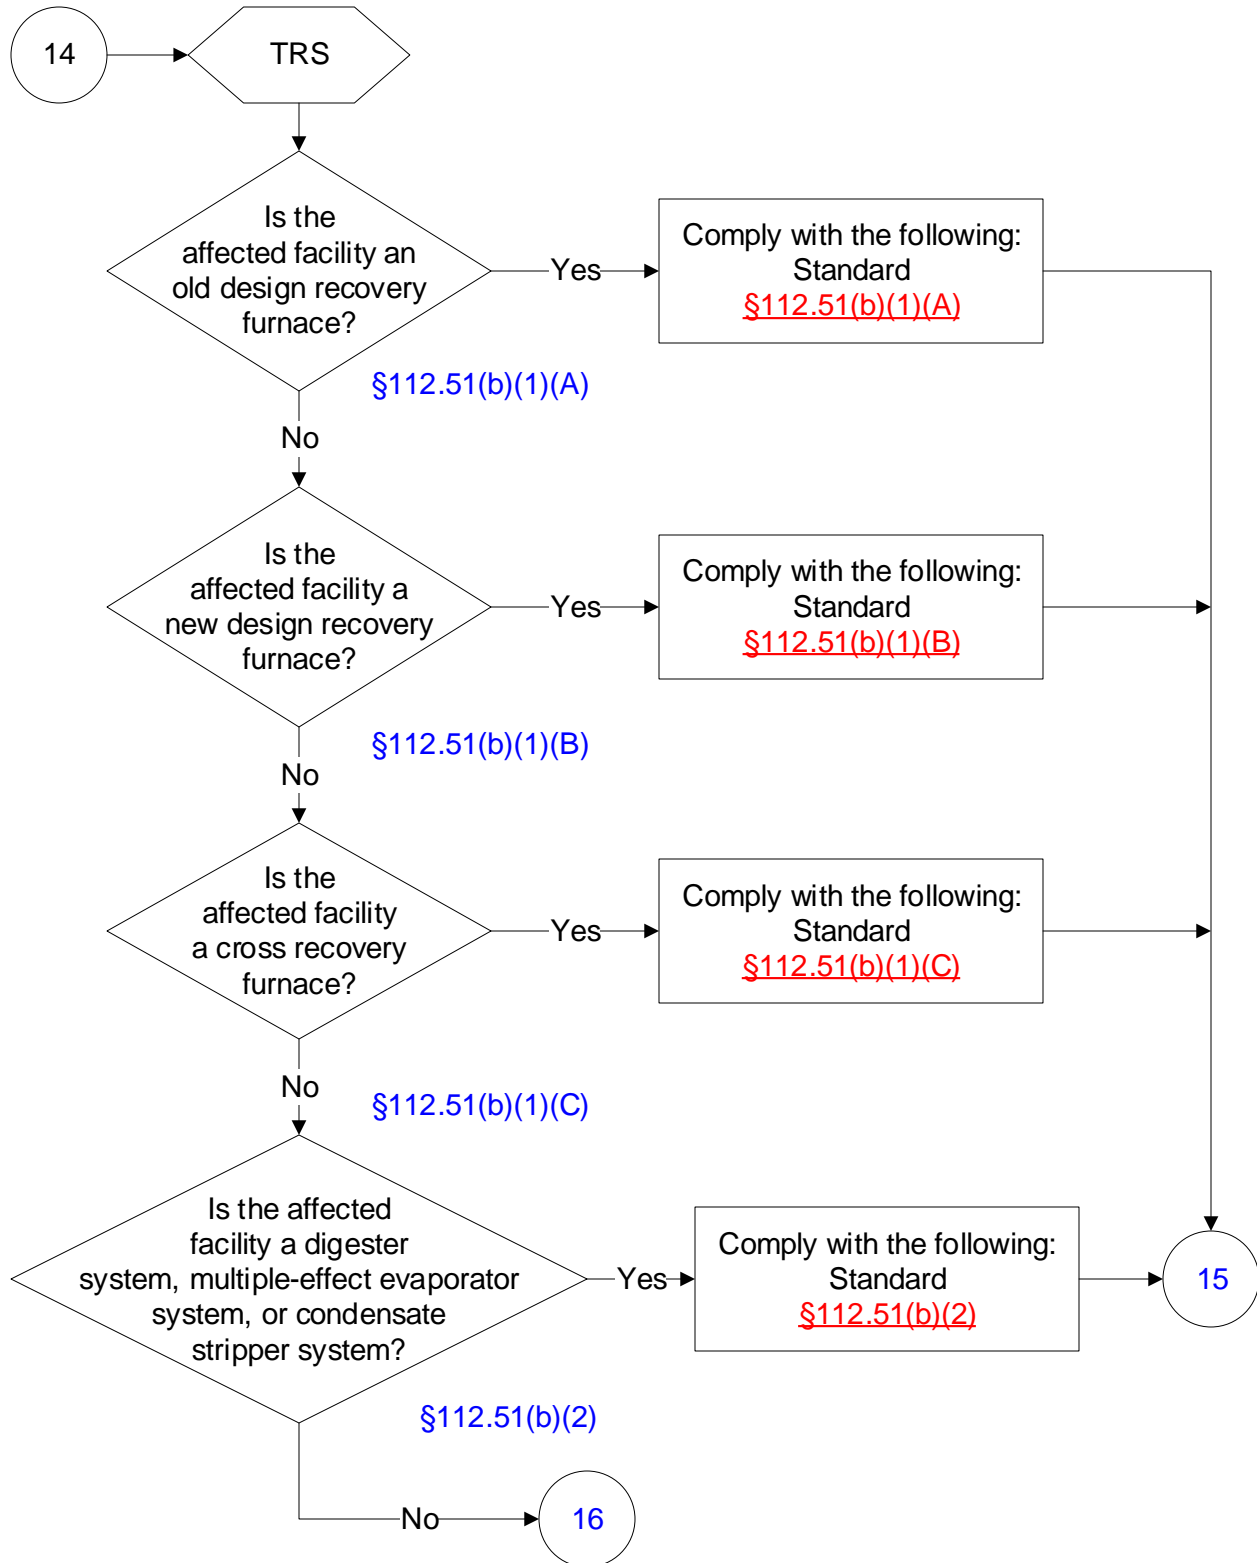 14
TRS
Is the
affected facility an
old design recovery
furnace?
Yes
Comply with the following:
Standard
§112.51(b)(1)(A)
§112.51(b)(1)(A)
No
Is the
affected facility a
new design recovery
furnace?
Yes
Comply with the following:
Standard
§112.51(b)(1)(B)
§112.51(b)(1)(B)
No
Is the
affected facility
a cross recovery
furnace?
Yes
Comply with the following:
Standard
§112.51(b)(1)(C)
No
§112.51(b)(1)(C)
Is the affected
facility a digester
system, multiple-effect evaporator
system, or condensate
stripper system?
Yes
Comply with the following:
Standard
§112.51(b)(2)
15
§112.51(b)(2)
No
16